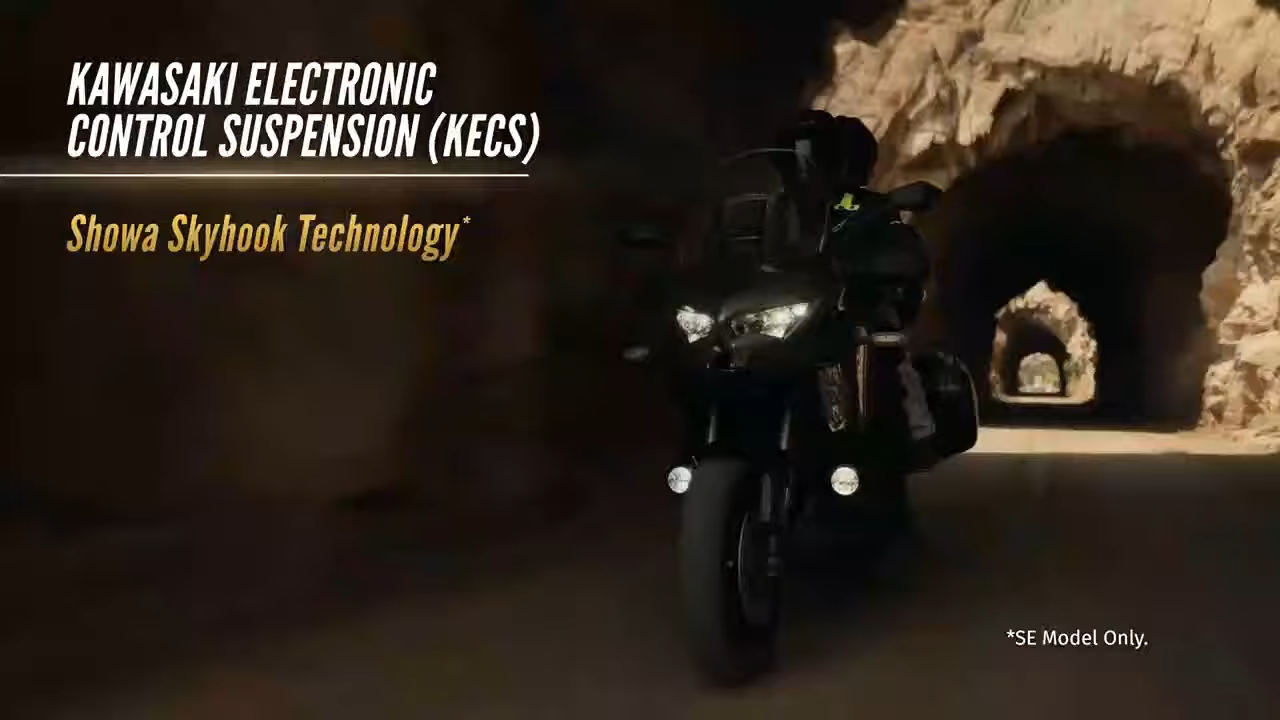 KAWASAKI ELECTRONIC
CONTROL SUSPENSION (KECS)
Showa Skyhook Technology*
*SE Model Only.